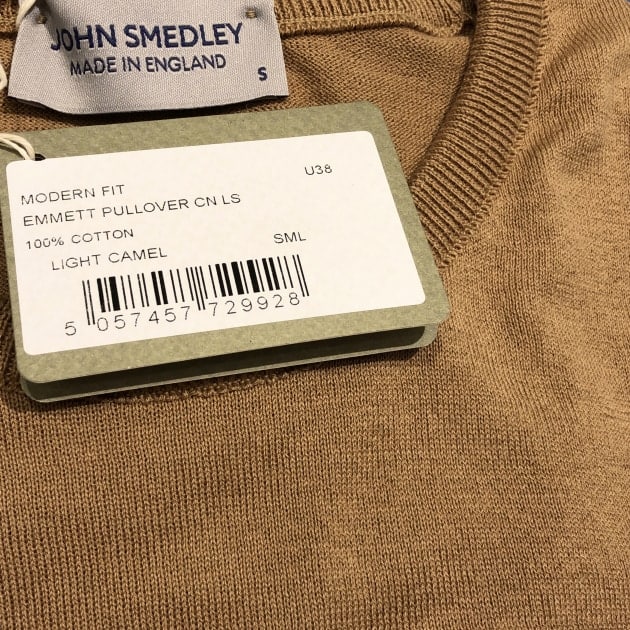 JOHN SMEDLEY
MADE IN ENGLAND
S
U38
MODERN FIT
EMMETT PULLOVER CN LS
100% COTTON
SML
LIGHT CAMEL
5 057457 729928